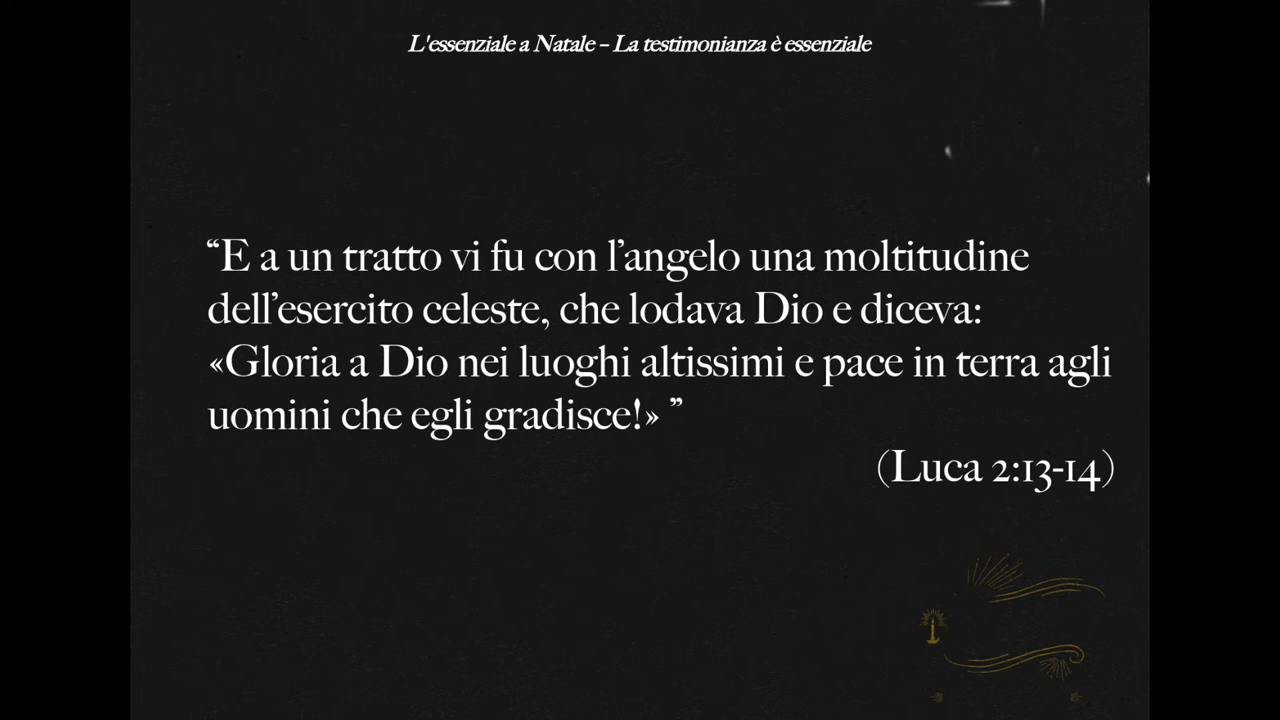 L'essenziale a Natale – La testimonianza è essenziale
“E a un tratto vi fu con l’angelo una moltitudine
dell’esercito celeste, che lodava Dio e diceva:
«Gloria a Dio nei luoghi altissimi e pace in terra agli
uomini che egli gradisce!» ”
(Luca 2:13-14)